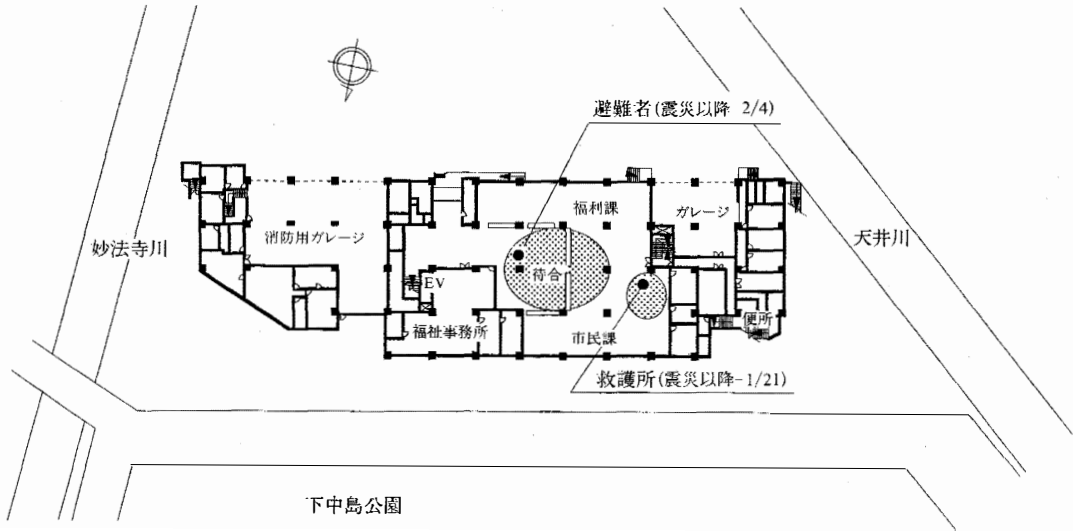 避難者(震災以降-2/4)
福利課
ガレージ
妙法寺川
消防用ガレージ
天井川
待合
EV
福祉事務所
市民課
便所
救護所(震災以降-1/21)
下中島公園